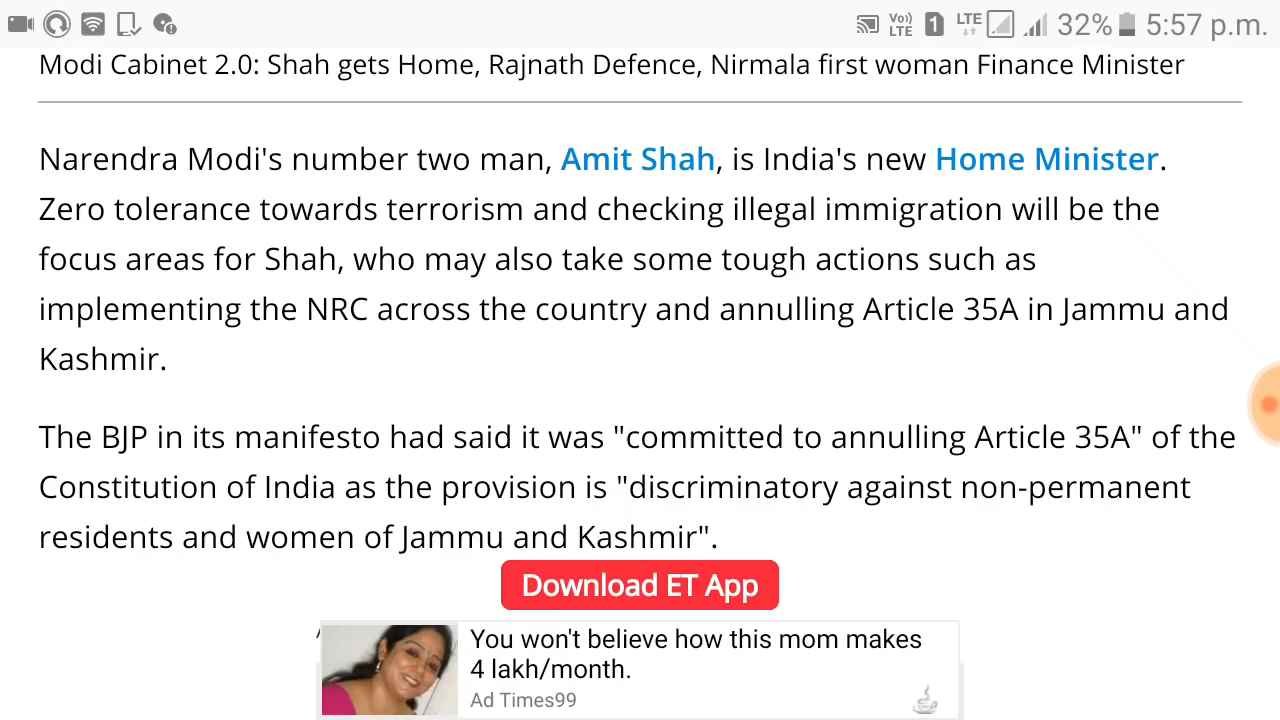 Vo)) LTE 1 LTE 32% 5:57 p.m.
Modi Cabinet 2.0: Shah gets Home, Rajnath Defence, Nirmala first woman Finance Minister
Narendra Modi's number two man, Amit Shah, is India's new Home Minister.
Zero tolerance towards terrorism and checking illegal immigration will be the
focus areas for Shah, who may also take some tough actions such as
implementing the NRC across the country and annulling Article 35A in Jammu and
Kashmir.
The BJP in its manifesto had said it was "committed to annulling Article 35A" of the
Constitution of India as the provision is "discriminatory against non-permanent
residents and women of Jammu and Kashmir".
Download ET App
You won't believe how this mom makes
4 lakh/month.
Ad Times99